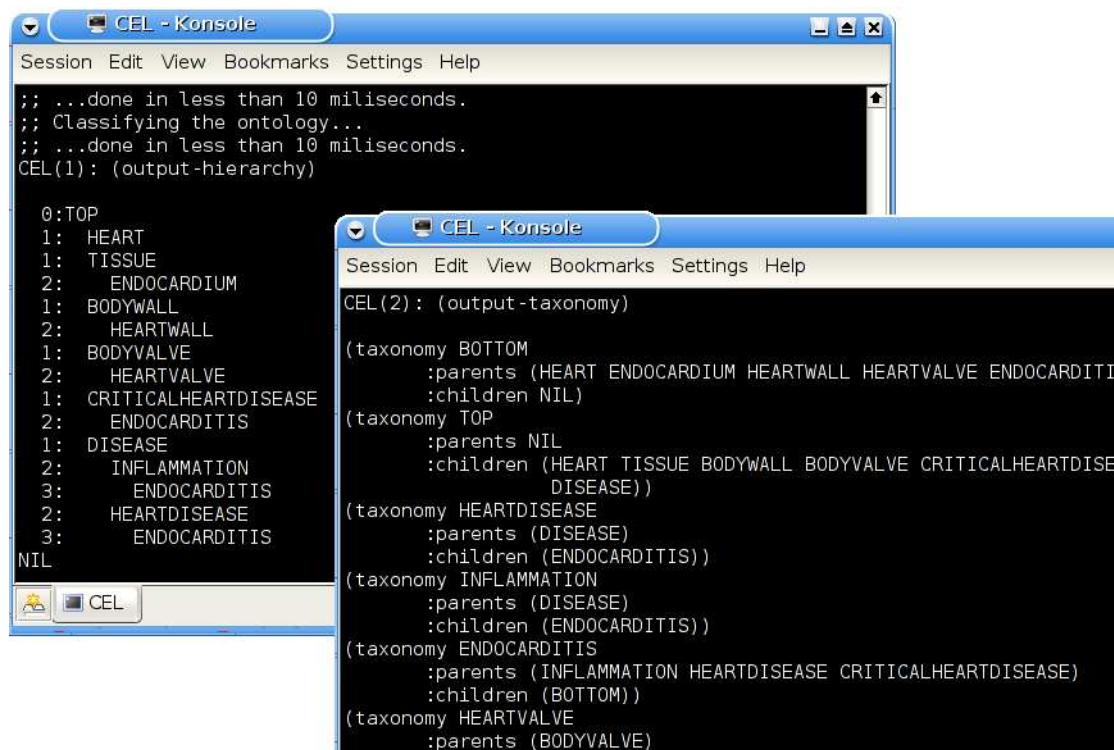 CEL - Konsole
Session Edit View Bookmarks Settings Help
;; ...done in less than 10 miliseconds.
;; Classifying the ontology...
;; ...done in less than 10 miliseconds.
CEL(1): (output-hierarchy)
0:TOP
1: HEART
1: TISSUE
2: ENDOCARDIUM
1: BODYWALL
2: HEARTWALL
1: BODYVALVE
2: HEARTVALVE
1: CRITICALHEARTDISEASE
2: ENDOCARDITIS
1: DISEASE
2: INFLAMMATION
3: ENDOCARDITIS
2: HEARTDISEASE
3: ENDOCARDITIS
NIL
CEL
CEL - Konsole
Session Edit View Bookmarks Settings Help
CEL(2): (output-taxonomy)
(taxonomy BOTTOM
:parents (HEART ENDOCARDIUM HEARTWALL HEARTVALVE ENDOCARDITI
:children NIL)
(taxonomy TOP
:parents NIL
:children (HEART TISSUE BODYWALL BODYVALVE CRITICALHEARTDISE
DISEASE))
(taxonomy HEARTDISEASE
:parents (DISEASE)
:children (ENDOCARDITIS))
(taxonomy INFLAMMATION
:parents (DISEASE)
:children (ENDOCARDITIS))
(taxonomy ENDOCARDITIS
:parents (INFLAMMATION HEARTDISEASE CRITICALHEARTDISEASE)
:children (BOTTOM))
(taxonomy HEARTVALVE
:parents (BODYVALVE)